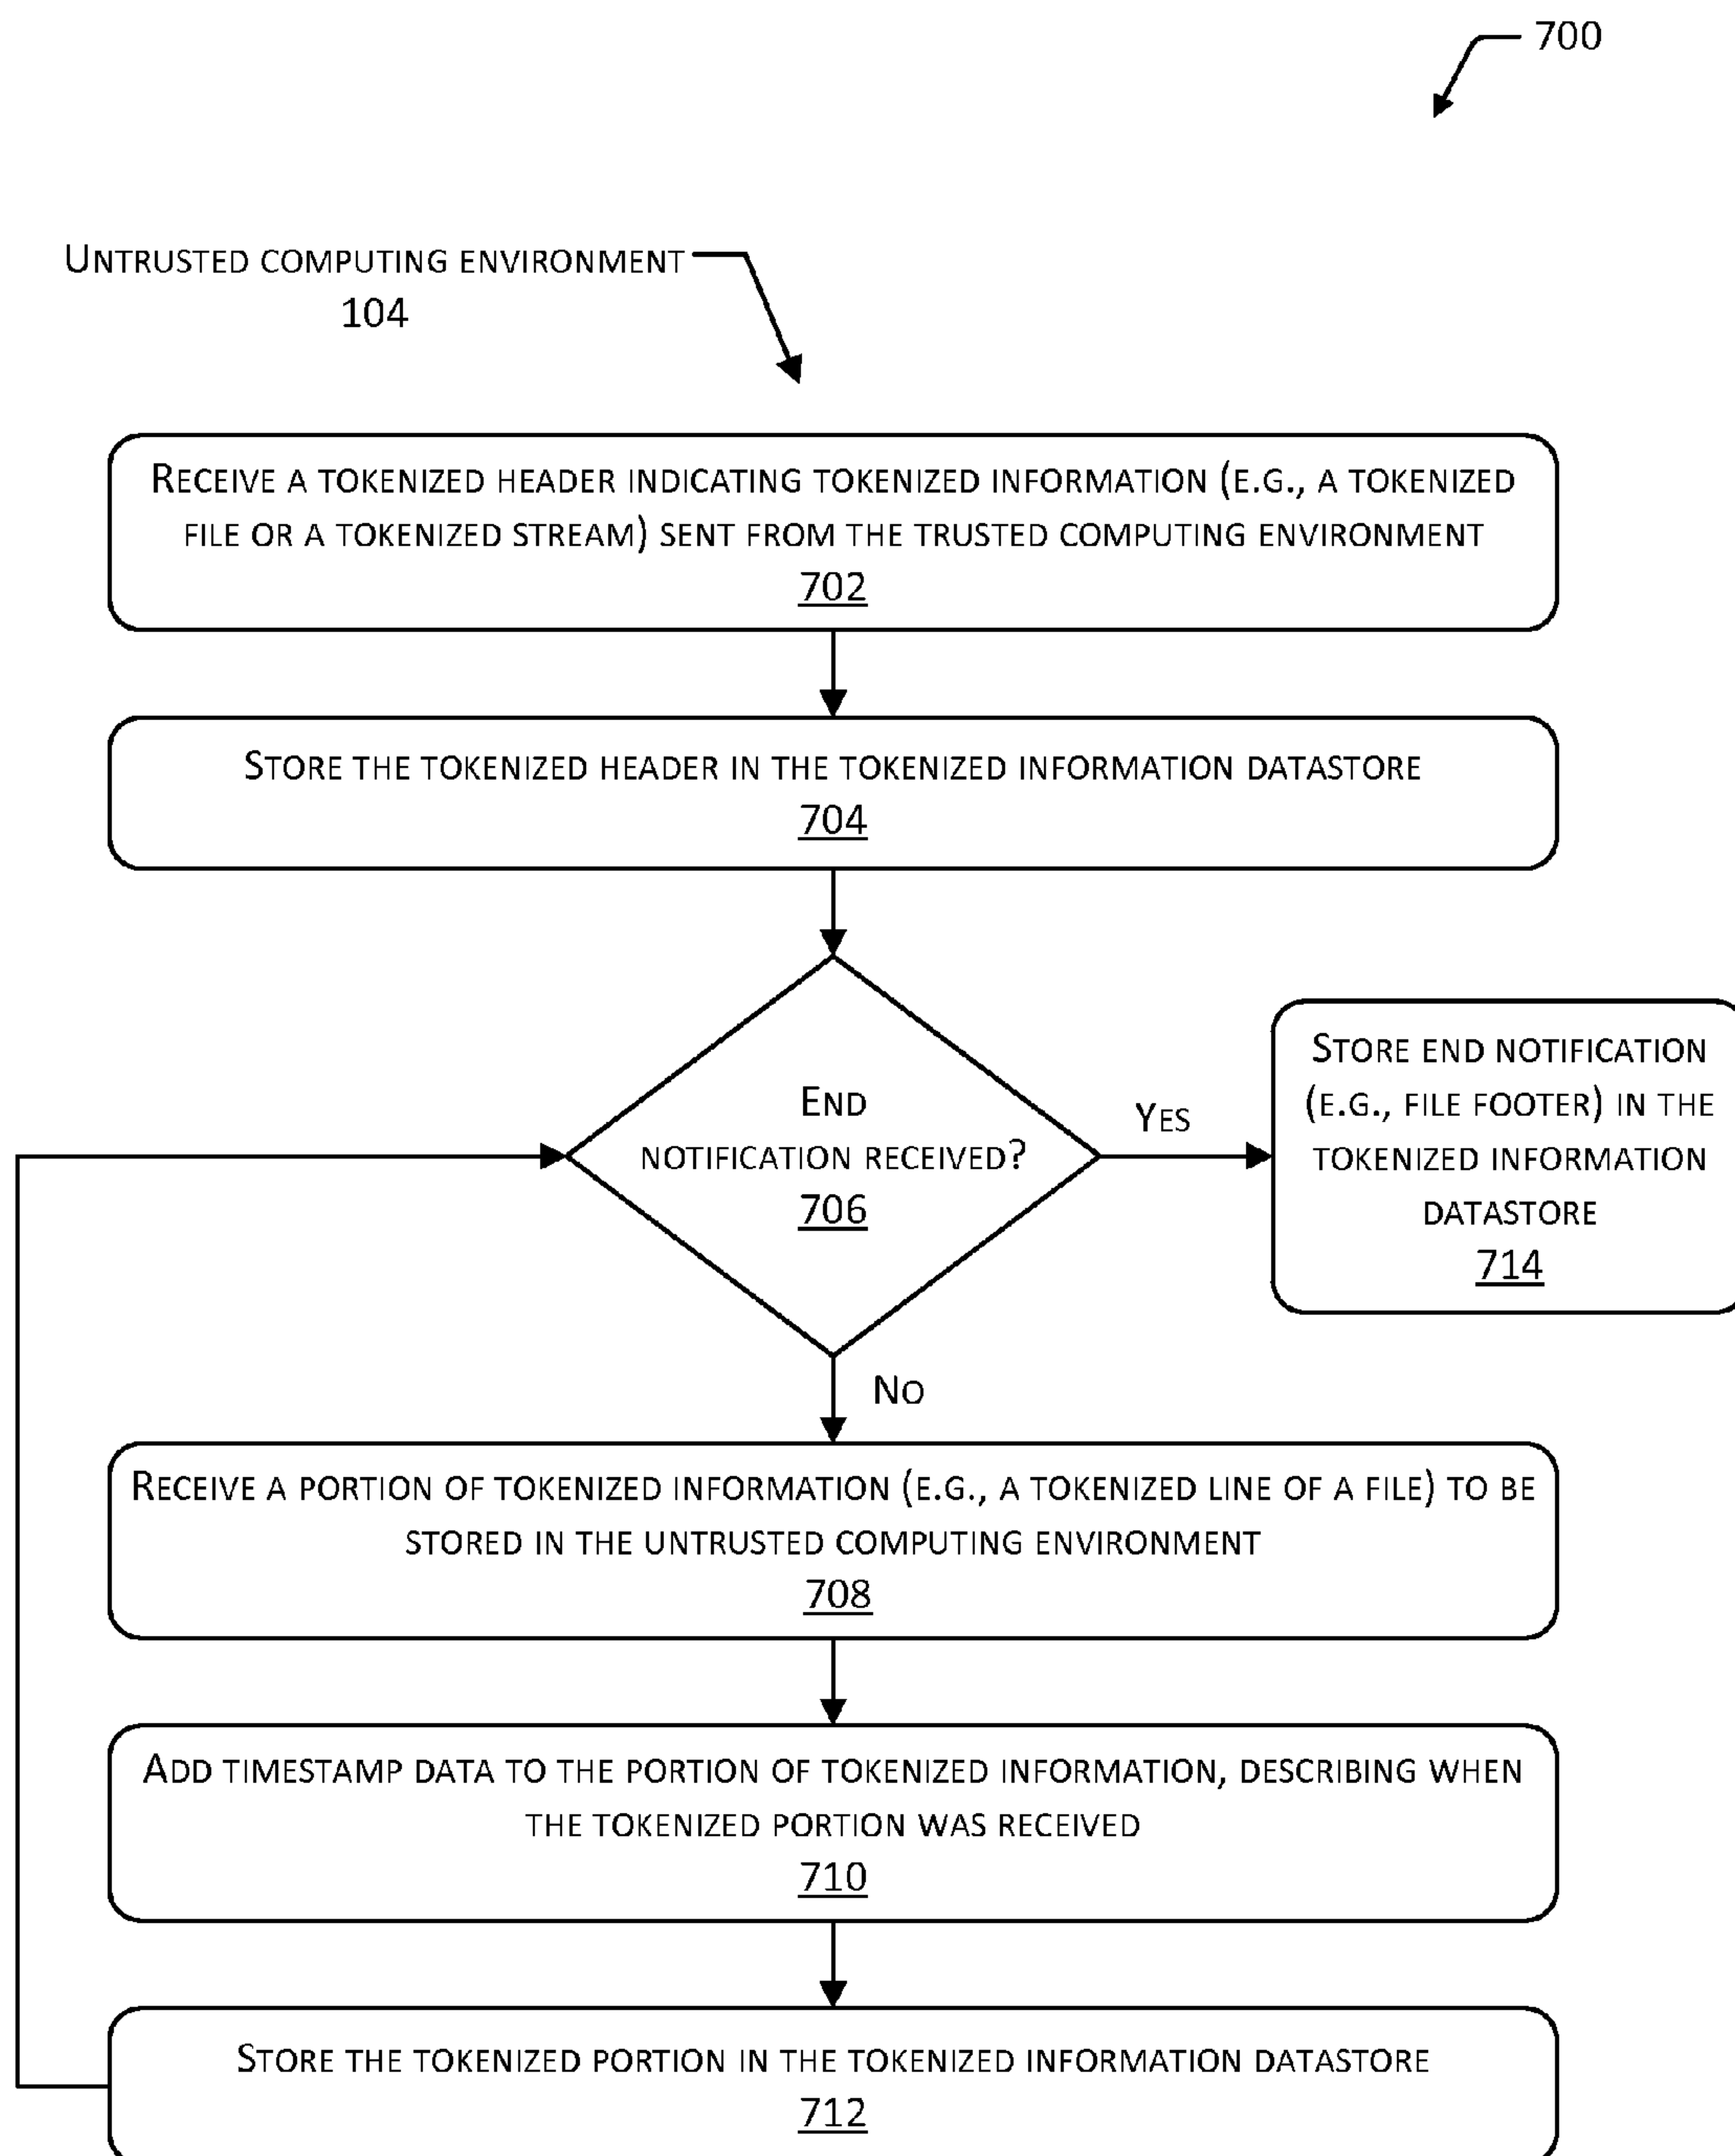 700
Untrusted computing environment
104
Receive a tokenized header indicating tokenized information (e.g., a tokenized
file or a tokenized stream) sent from the trusted computing environment
702
Store the tokenized header in the tokenized information datastore
704
End
notification received?
706
Yes
Store end notification
(e.g., file footer) in the
tokenized information
datastore
714
No
Receive a portion of tokenized information (e.g., a tokenized line of a file) to be
stored in the untrusted computing environment
708
Add timestamp data to the portion of tokenized information, describing when
the tokenized portion was received
710
Store the tokenized portion in the tokenized information datastore
712